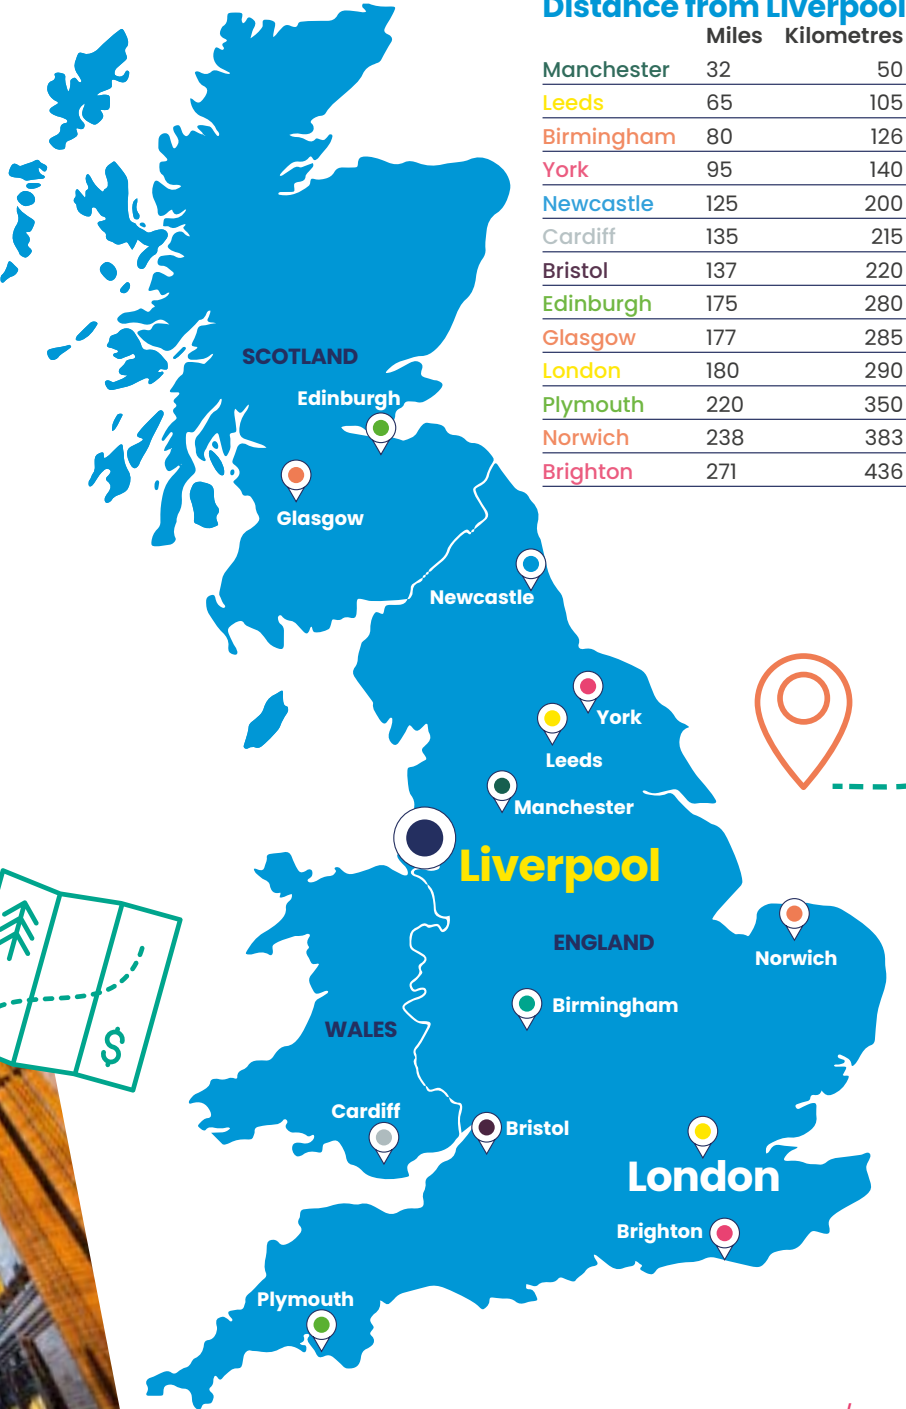 Distance from Liverpool
Miles Kilometres
Manchester 32 50
Leeds 65 105
Birmingham 80 126
York 95 140
Newcastle 125 200
Cardiff 135 215
Bristol 137 220
Edinburgh 175 280
Glasgow 177 285
London 180 290
Plymouth 220 350
Norwich 238 383
Brighton 271 436
SCOTLAND
Edinburgh
Glasgow
Newcastle
York
Leeds
Manchester
Liverpool
ENGLAND
Norwich
Birmingham
WALES
Cardiff
Bristol
London
Brighton
Plymouth
$